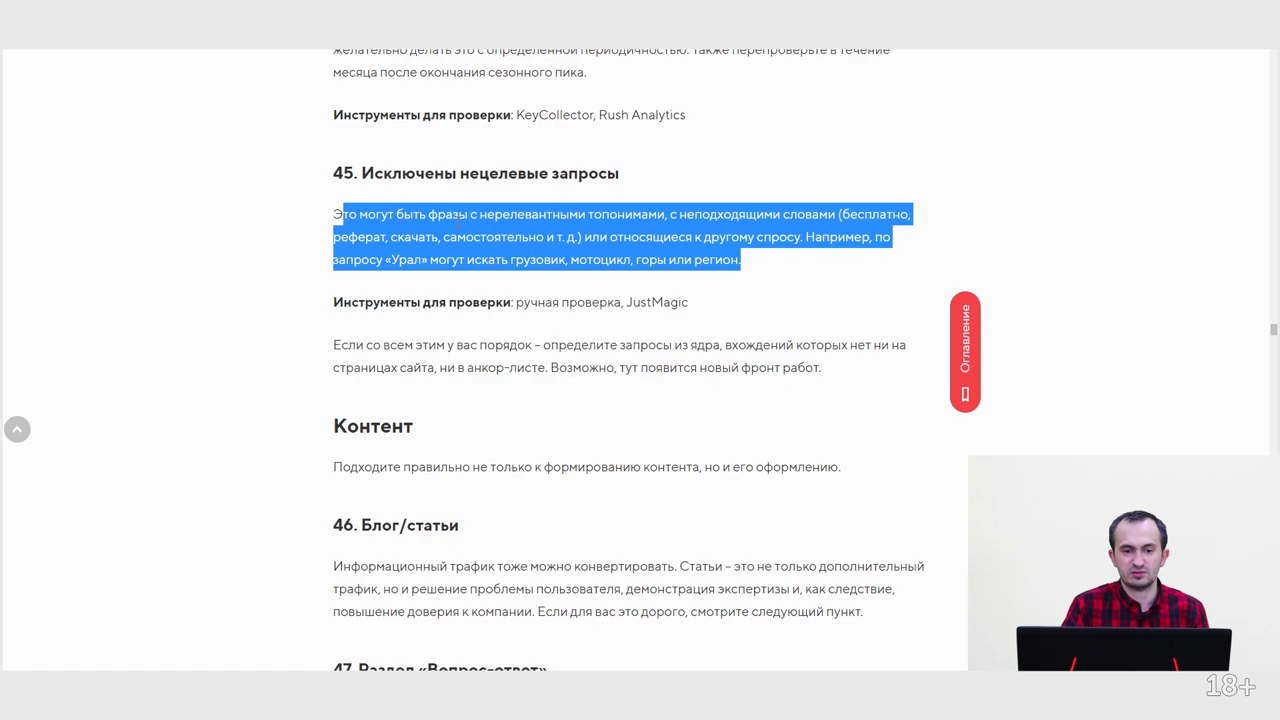 желательно делать это с определенной периодичностью. Также перепроверьте в течение
месяца после окончания сезонного пика.
Инструменты для проверки: KeyCollector, Rush Analytics
45. Исключены нецелевые запросы
Это могут быть фразы с нерелевантными топонимами, с неподходящими словами (бесплатно,
реферат, скачать, самостоятельно и т. д.) или относящиеся к другому спросу. Например, по
запросу «Урал» могут искать грузовик, мотоцикл, горы или регион.
Инструменты для проверки: ручная проверка, JustMagic
Если со всем этим у вас порядок – определите запросы из ядра, вхождений которых нет ни на
страницах сайта, ни в анкор-листе. Возможно, тут появится новый фронт работ.
Оглавление
Контент
Подходите правильно не только к формированию контента, но и его оформлению.
46. Блог/статьи
Информационный трафик тоже можно конвертировать. Статьи – это не только дополнительный
трафик, но и решение проблемы пользователя, демонстрация экспертизы и, как следствие,
повышение доверия к компании. Если для вас это дорого, смотрите следующий пункт.
47. Раздел «Вопрос-ответ»
18+